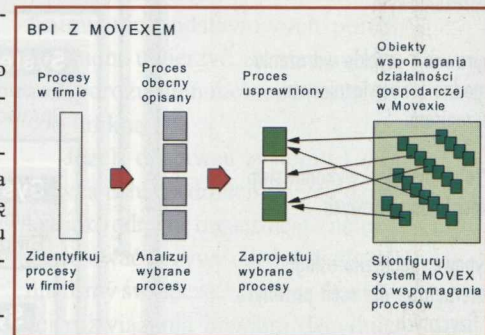 BPI Z MOVEXEM
Procesy
w firmie
Proces
obecny
opisany
Proces
usprawniony
Obiekty
wspomagania
działalności
gospodarczej
w Movexie
Zidentyfikuj
procesy
w firmie
Analizuj
wybrane
procesy
Zaprojektuj
wybrane
procesy
Skonfiguruj
system MOVEX
do wspomagania
procesów